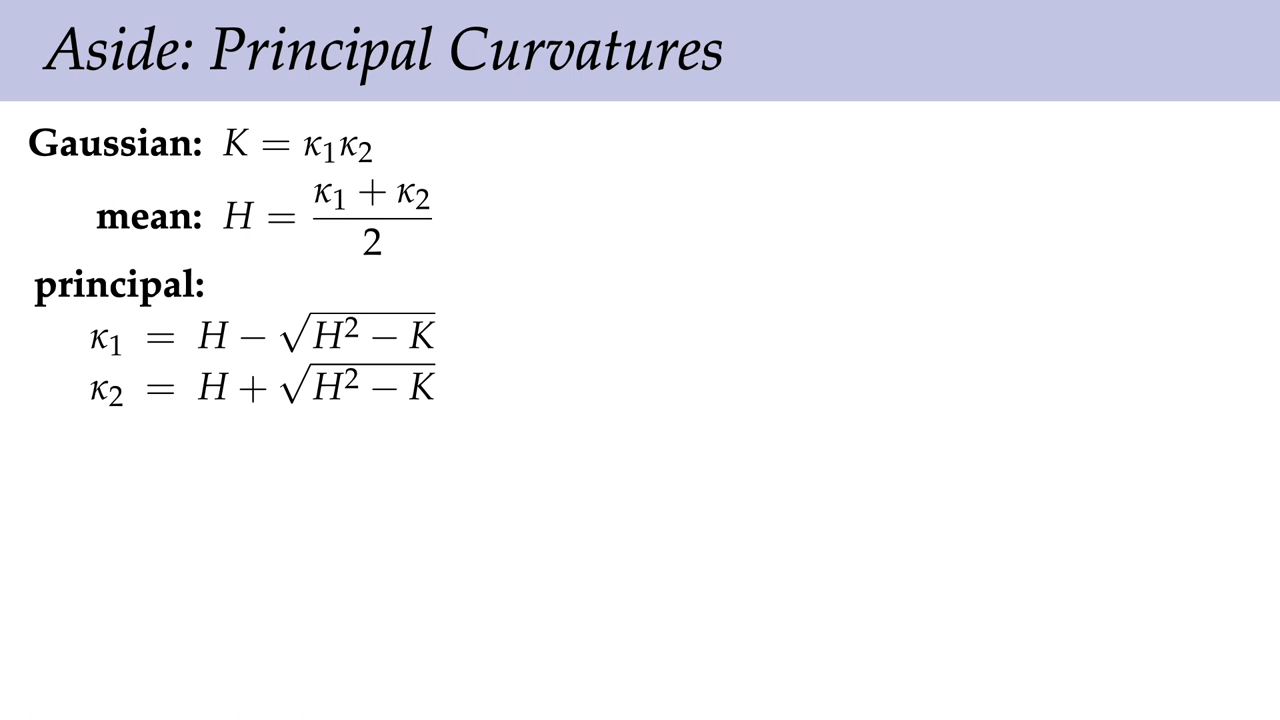 Aside: Principal Curvatures
Gaussian: K = κ₁κ₂
mean: H = (κ₁ + κ₂)/2
principal:
κ₁ = H − √(H² − K)
κ₂ = H + √(H² − K)